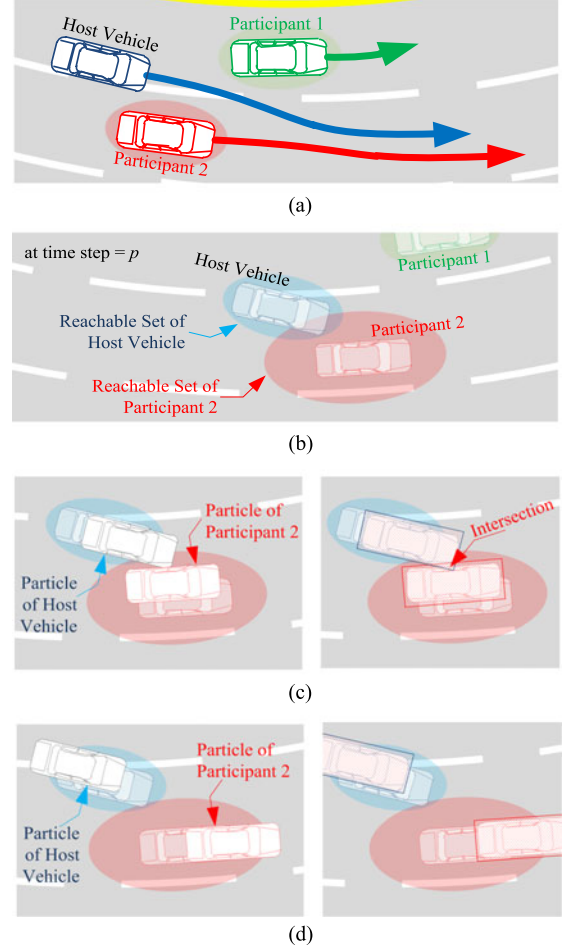 Host Vehicle
Participant 1
Participant 2
(a)
at time step = p
Host Vehicle
Participant 1
Reachable Set of
Host Vehicle
Participant 2
Reachable Set of
Participant 2
(b)
Particle of
Participant 2
Particle
of Host
Vehicle
Intersection
(c)
Particle of
Participant 2
Particle
of Host
Vehicle
(d)